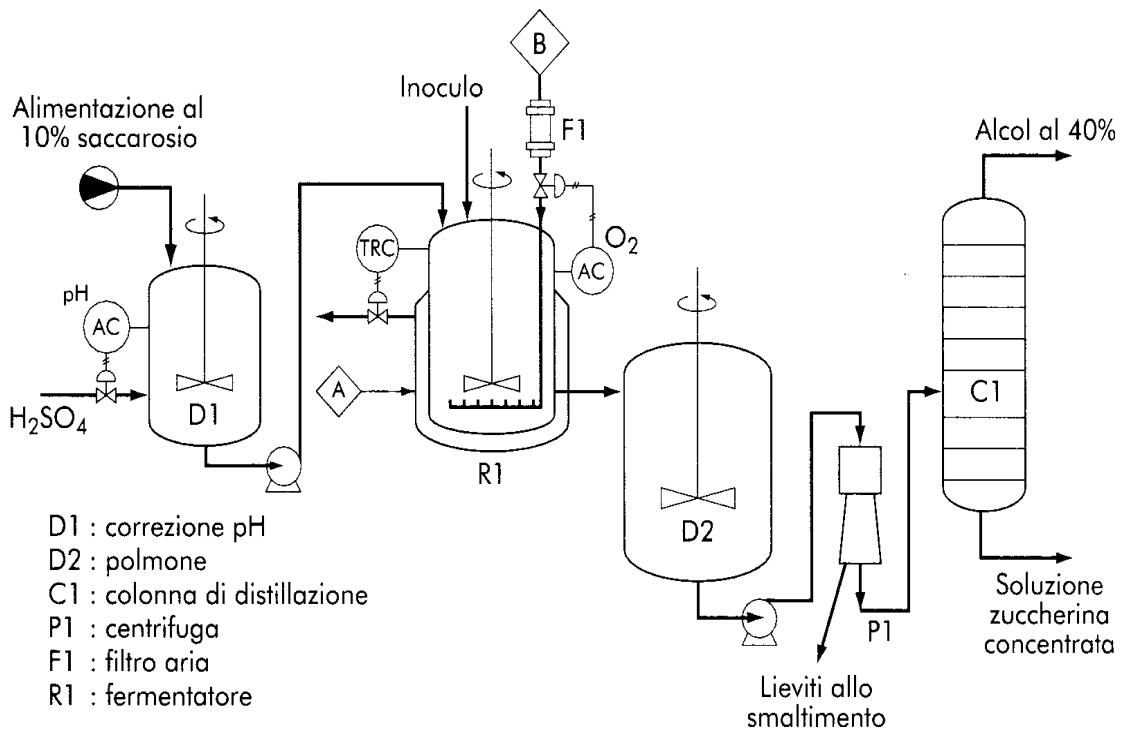 B
Inoculo
Alimentazione al
10% saccarosio
F1
Alcol al 40%
TRC
O₂
AC
pH
AC
A
D1
H₂SO₄
R1
C1
D2
D1 : correzione pH
D2 : polmone
C1 : colonna di distillazione
P1 : centrifuga
F1 : filtro aria
R1 : fermentatore
P1
Lieviti allo
smaltimento
Soluzione
zuccherina
concentrata